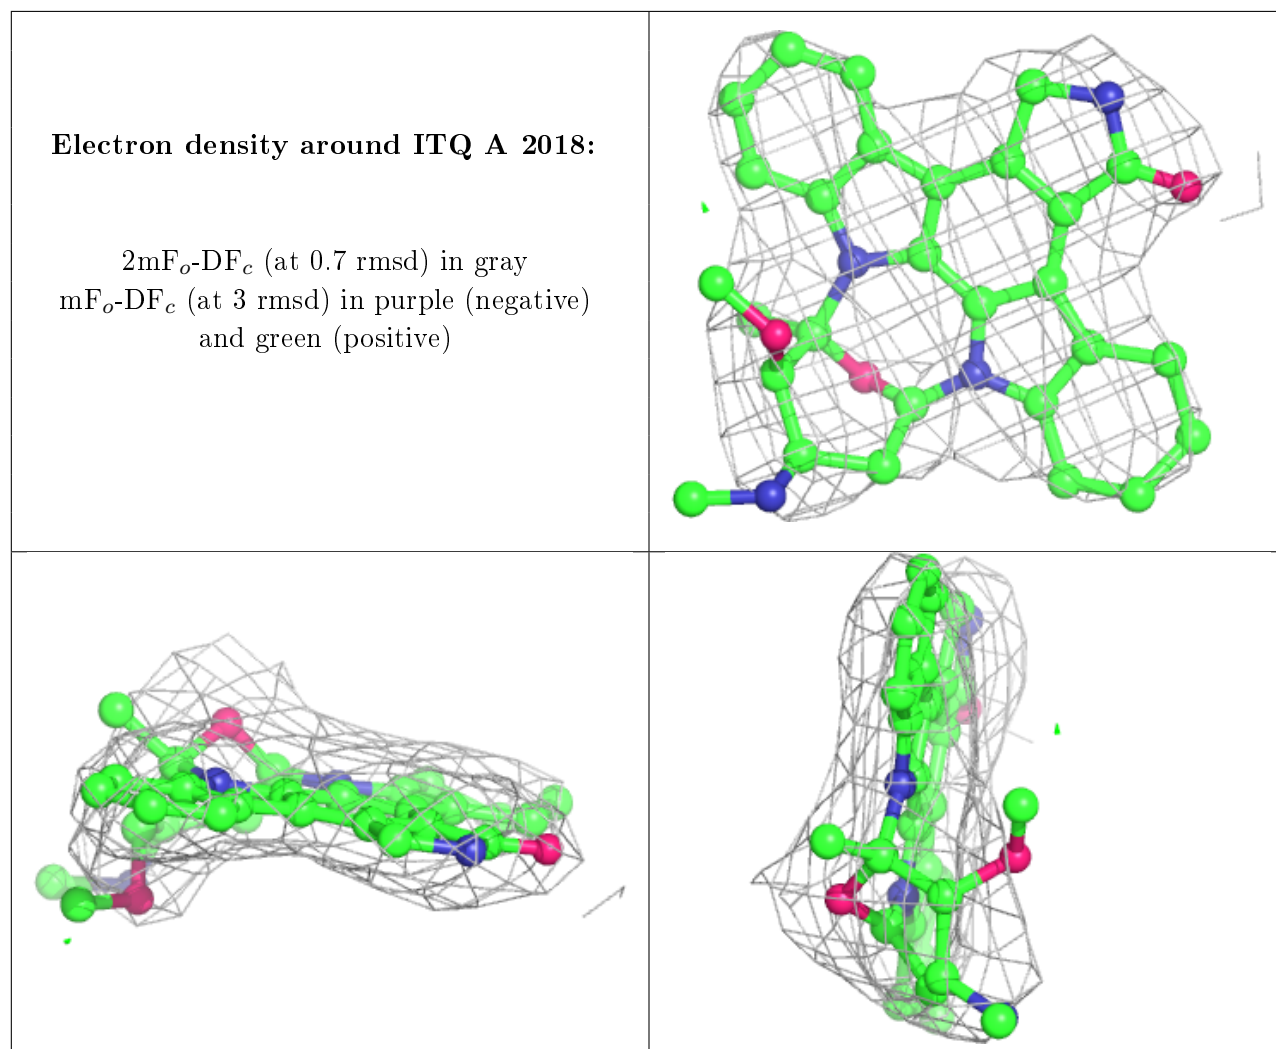 Electron density around ITQ A 2018:
2mFₒ-DF𝒸 (at 0.7 rmsd) in gray
mFₒ-DF𝒸 (at 3 rmsd) in purple (negative)
and green (positive)